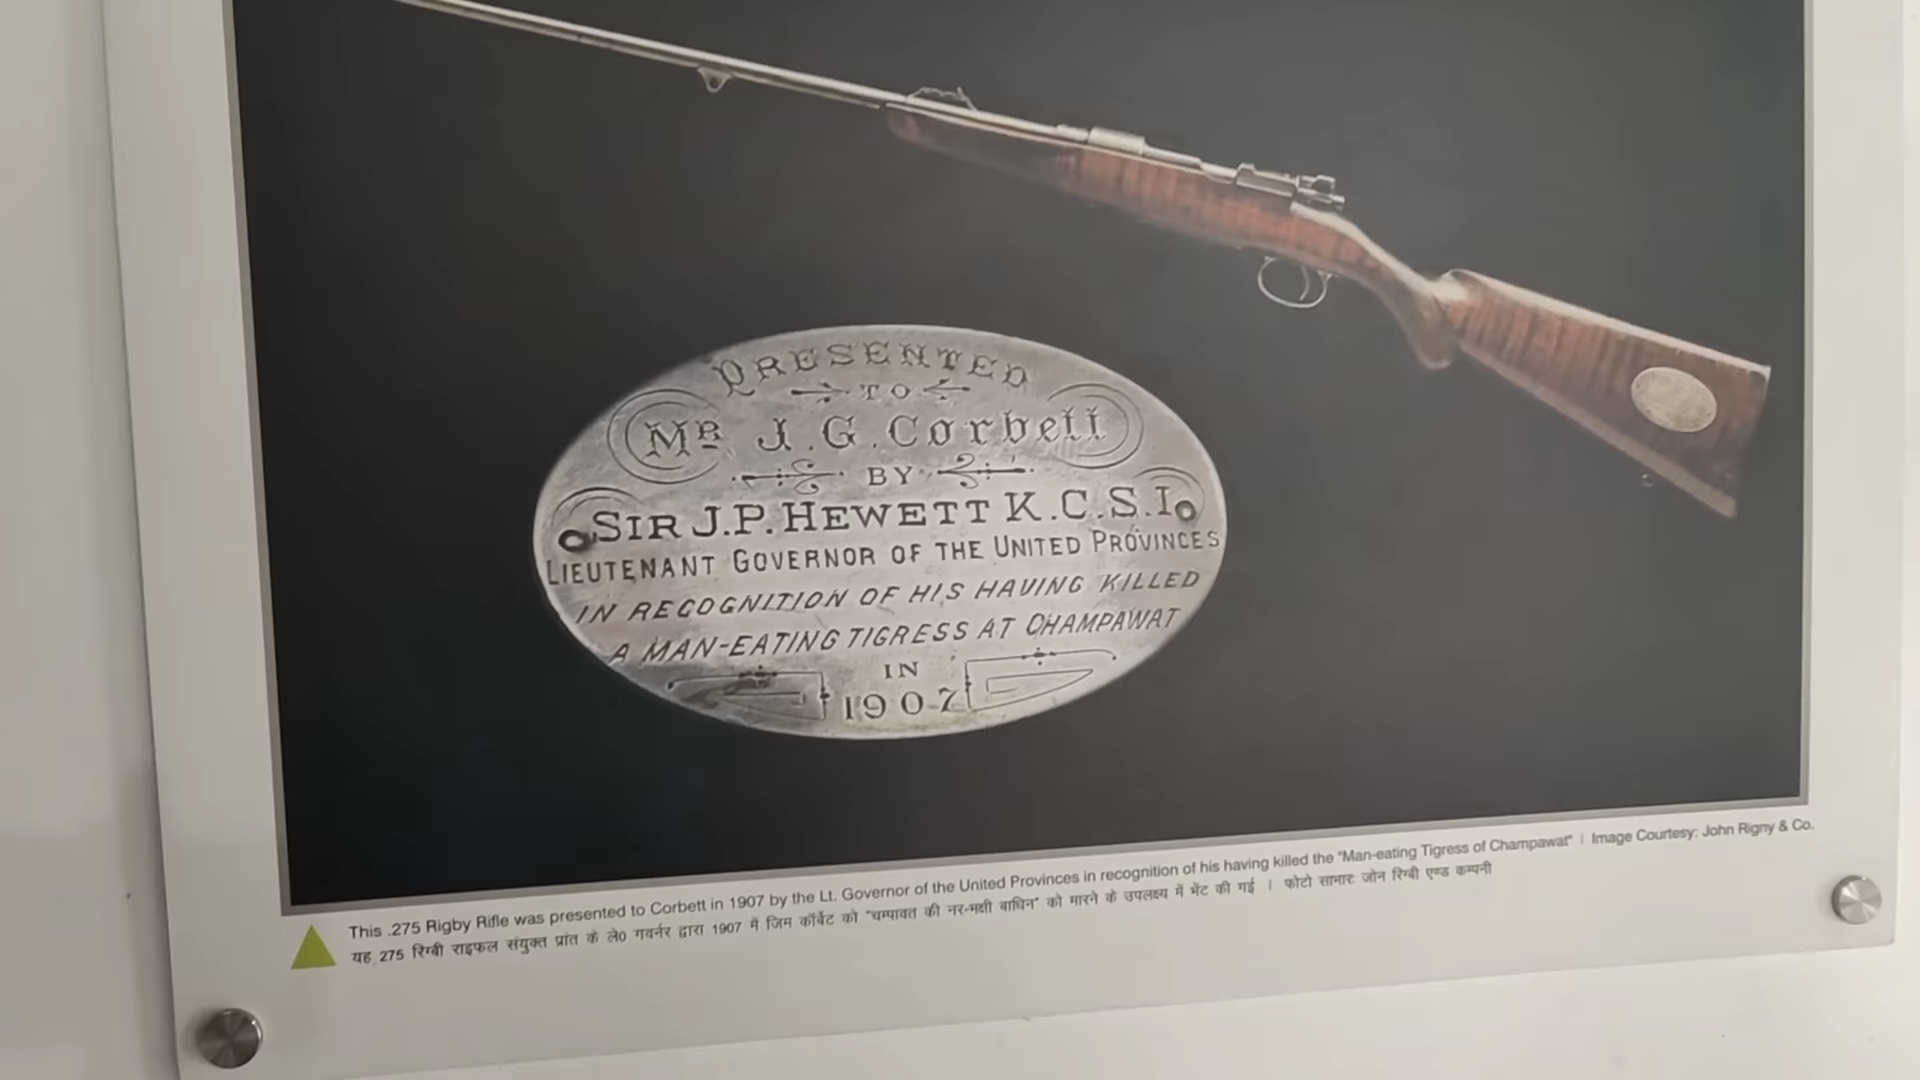 PRESENTED
TO
MR J.G. Corbett
BY
SIR J.P. HEWETT K.C.S.I.
LIEUTENANT GOVERNOR OF THE UNITED PROVINCES
IN RECOGNITION OF HIS HAVING KILLED
A MAN-EATING TIGRESS AT CHAMPAWAT
IN
1907
This .275 Rigby Rifle was presented to Corbett in 1907 by the Lt. Governor of the United Provinces in recognition of his having killed the "Man-eating Tigress of Champawat" | Image Courtesy: John Rigny & Co.
यह .275 रिग्बी राइफल संयुक्त प्रांत के ले0 गवर्नर द्वारा 1907 में जिम कॉर्बेट को "चम्पावत की नर-भक्षी बाघिन" को मारने के उपलक्ष्य में भेंट की गई । फोटो साभारः जोन रिग्बी एण्ड कम्पनी